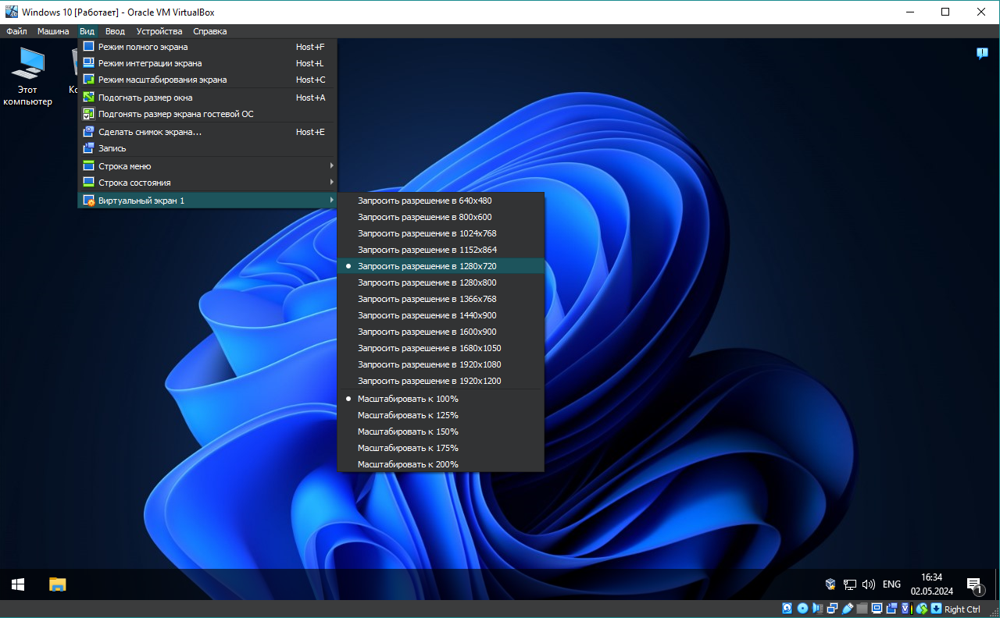 Windows 10 [Работает] - Oracle VM VirtualBox
Файл Машина Вид Ввод Устройства Справка
Этот
компьютер
Режим полного экрана Host+F
Режим интеграции экрана Host+L
Режим масштабирования экрана Host+C
Подогнать размер окна Host+A
Подгонять размер экрана гостевой ОС
Сделать снимок экрана... Host+E
Запись
Строка меню
Строка состояния
Виртуальный экран 1
Запросить разрешение в 640x480
Запросить разрешение в 800x600
Запросить разрешение в 1024x768
Запросить разрешение в 1152x864
Запросить разрешение в 1280x720
Запросить разрешение в 1280x800
Запросить разрешение в 1366x768
Запросить разрешение в 1440x900
Запросить разрешение в 1600x900
Запросить разрешение в 1680x1050
Запросить разрешение в 1920x1080
Запросить разрешение в 1920x1200
Масштабировать к 100%
Масштабировать к 125%
Масштабировать к 150%
Масштабировать к 175%
Масштабировать к 200%
ENG
16:34
02.05.2024
1
Right Ctrl